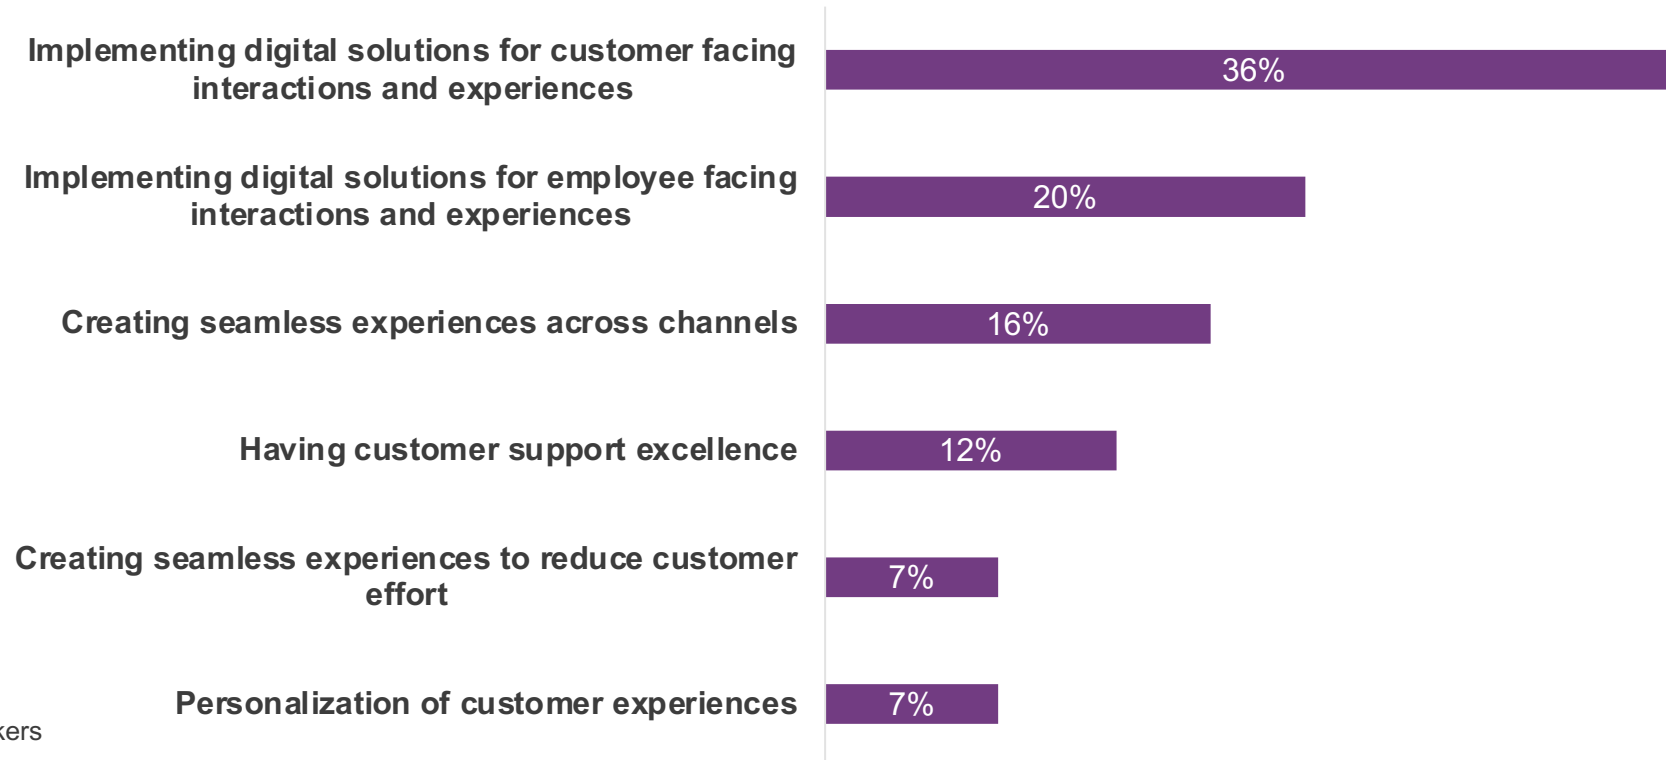 Implementing digital solutions for customer facing
interactions and experiences
36%
Implementing digital solutions for employee facing
interactions and experiences
20%
Creating seamless experiences across channels
16%
Having customer support excellence
12%
Creating seamless experiences to reduce customer
effort
7%
Personalization of customer experiences
7%